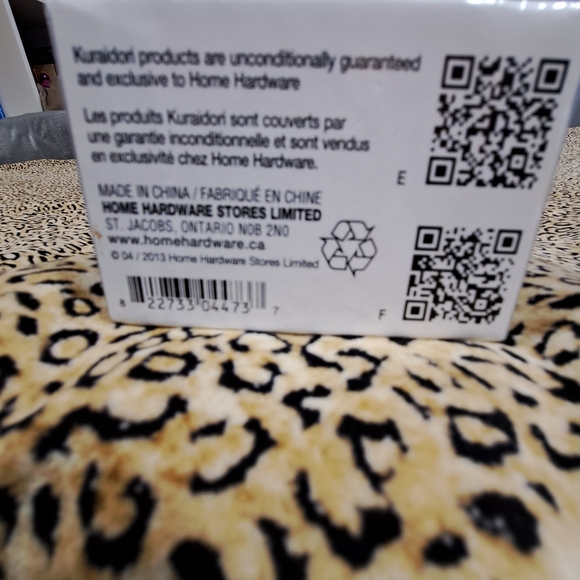 Kuraidori products are unconditionally guaranteed
and exclusive to Home Hardware
Les produits Kuraidori sont couverts par
une garantie inconditionnelle et sont vendus
en exclusivité chez Home Hardware.
E
MADE IN CHINA / FABRIQUÉ EN CHINE
HOME HARDWARE STORES LIMITED
ST. JACOBS, ONTARIO N0B 2N0
www.homehardware.ca
© 04 / 2013 Home Hardware Stores Limited
8 22733 04473 7
F